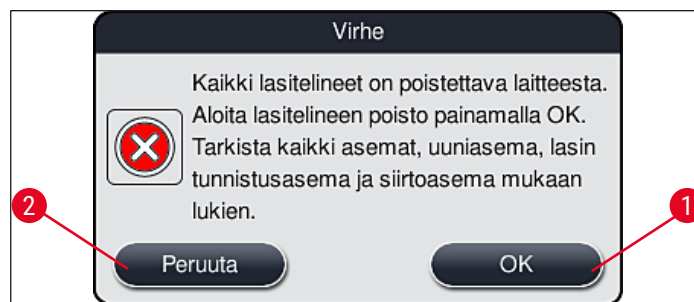 Virhe
Kaikki lasitelineet on poistettava laitteesta.
Aloita lasitelineen poisto painamalla OK.
Tarkista kaikki asemat, uuniasema, lasin
tunnistusasema ja siirtoasema mukaan
lukien.
2
1
Peruuta
OK